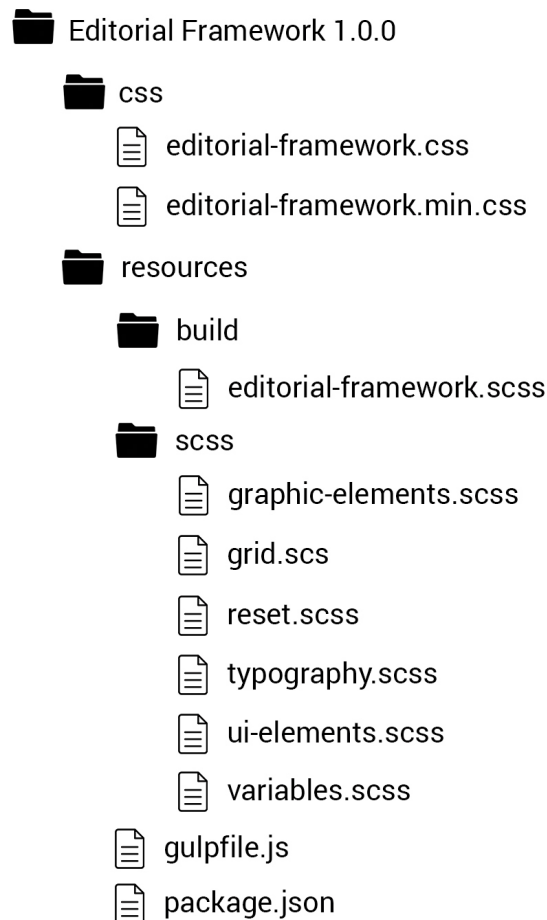 Editorial Framework 1.0.0
css
editorial-framework.css
editorial-framework.min.css
resources
build
editorial-framework.scss
scss
graphic-elements.scss
grid.scs
reset.scss
typography.scss
ui-elements.scss
variables.scss
gulpfile.js
package.json